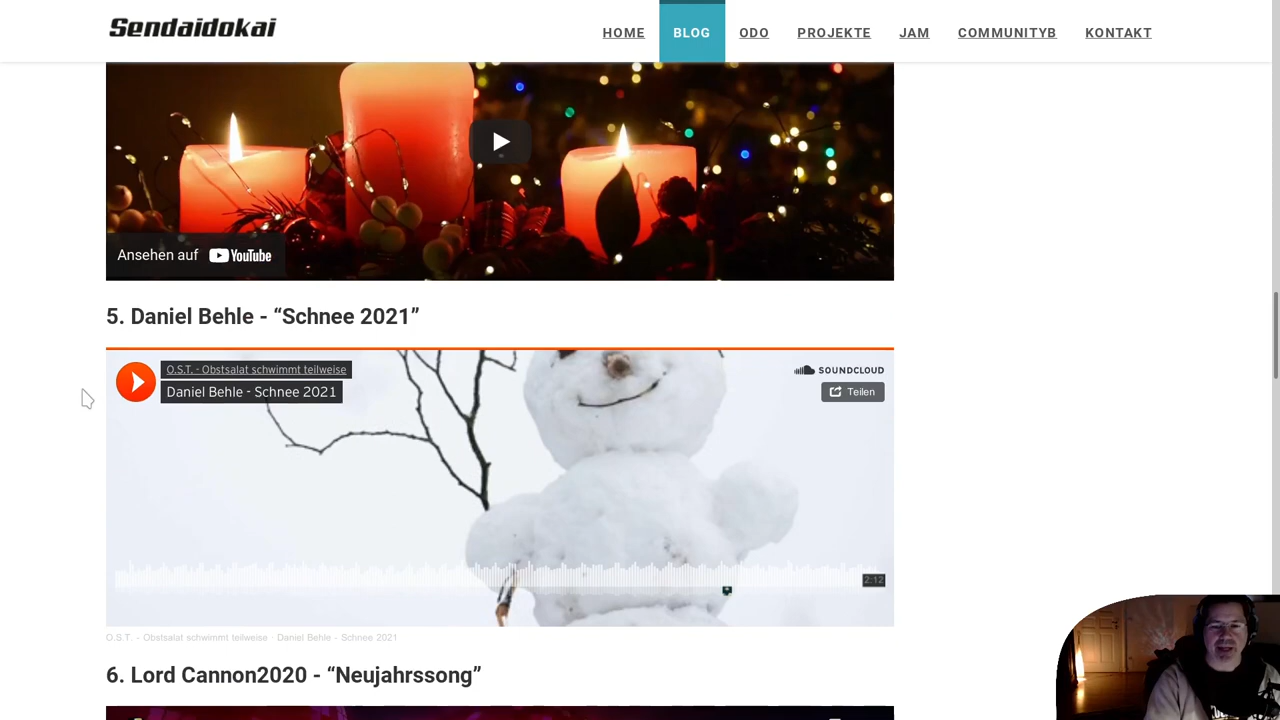 Sendaidokai
HOME BLOG ODO PROJEKTE JAM COMMUNITYB KONTAKT
Ansehen auf YouTube
5. Daniel Behle - “Schnee 2021”
O.S.T. - Obstsalat schwimmt teilweise
Daniel Behle - Schnee 2021
SOUNDCLOUD
Teilen
2:12
O.S.T. - Obstsalat schwimmt teilweise · Daniel Behle - Schnee 2021
6. Lord Cannon2020 - “Neujahrssong”